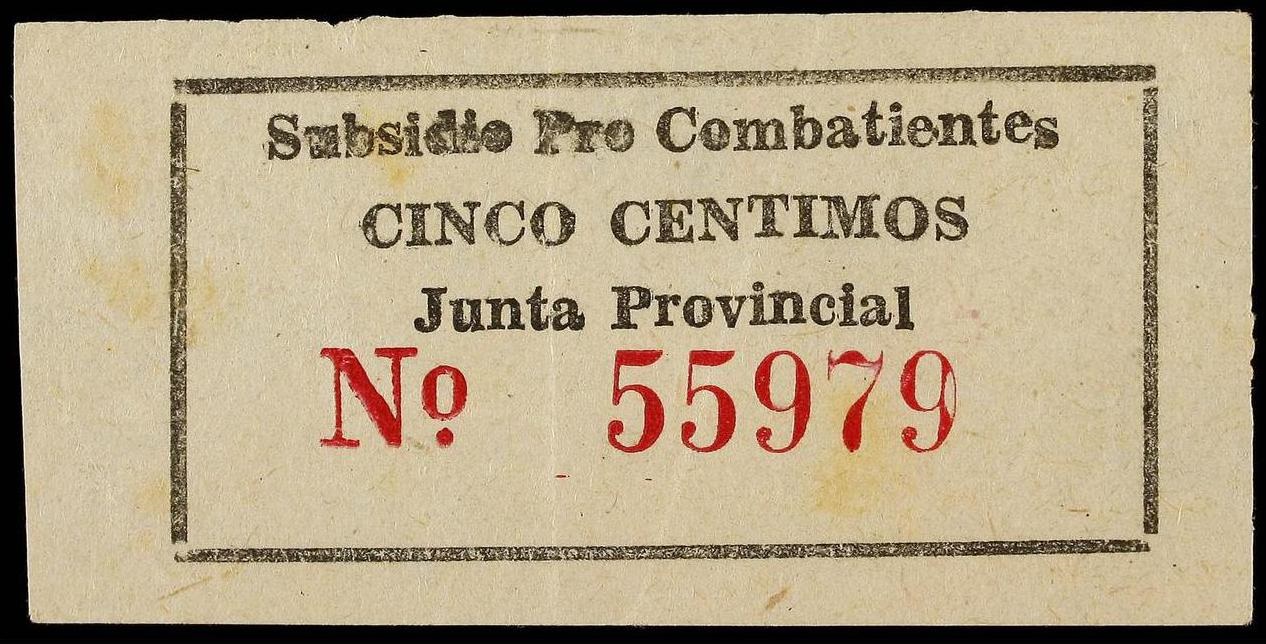 Subsidio Pro Combatientes
CINCO CENTIMOS
Junta Provincial
Nº 55979